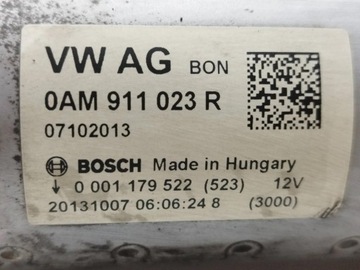 VW AG BON
0AM 911 023 R
07102013
BOSCH Made in Hungary
↓ 0 001 179 522 (523) 12V
20131007 06:06:24 8 (3000)